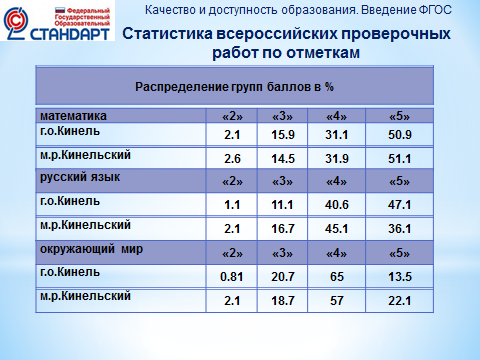 Федеральный
Государственный
Образовательный
СТАНДАРТ
Качество и доступность образования. Введение ФГОС
Статистика всероссийских проверочных
работ по отметкам
Распределение групп баллов в %
математика «2» «3» «4» «5»
г.о.Кинель 2.1 15.9 31.1 50.9
м.р.Кинельский 2.6 14.5 31.9 51.1
русский язык «2» «3» «4» «5»
г.о.Кинель 1.1 11.1 40.6 47.1
м.р.Кинельский 2.1 16.7 45.1 36.1
окружающий мир «2» «3» «4» «5»
г.о.Кинель 0.81 20.7 65 13.5
м.р.Кинельский 2.1 18.7 57 22.1